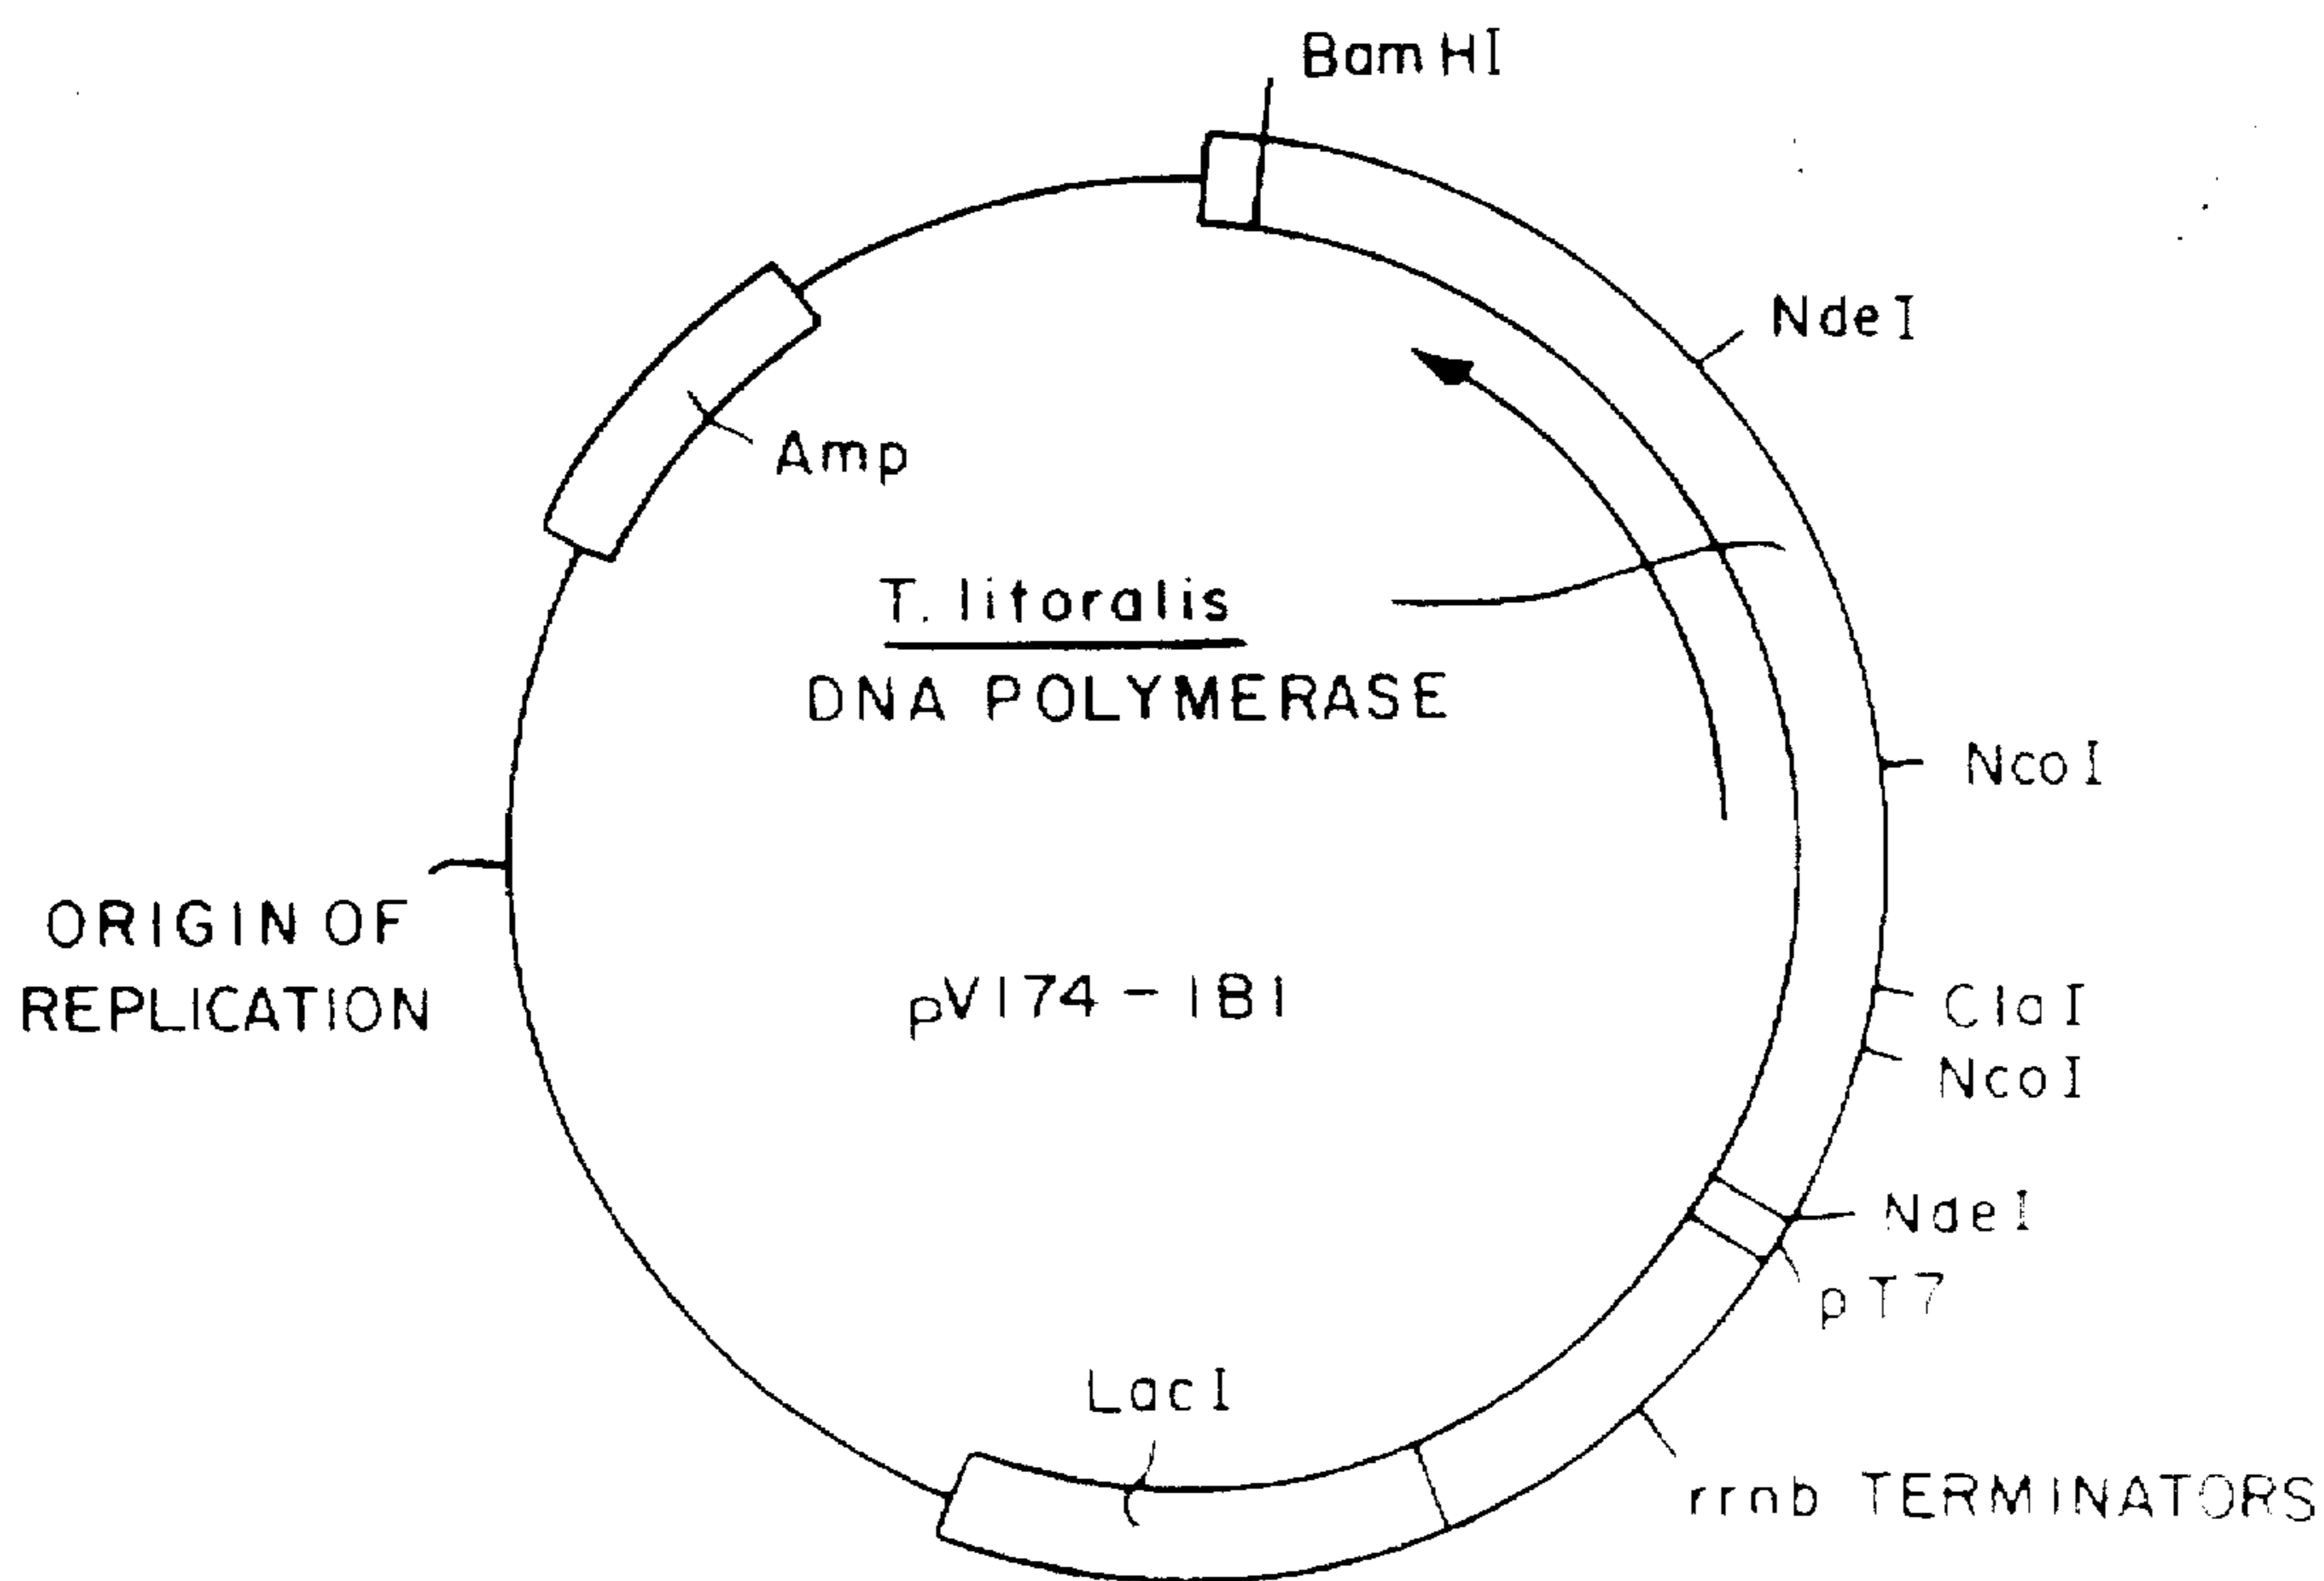 Bam HI
Nde I
Amp
T. litoralis
DNA POLYMERASE
Nco I
ORIGIN OF
REPLICATION
pV174-181
Cla I
Nco I
Nde I
pT7
Lac I
rrnb TERMINATORS